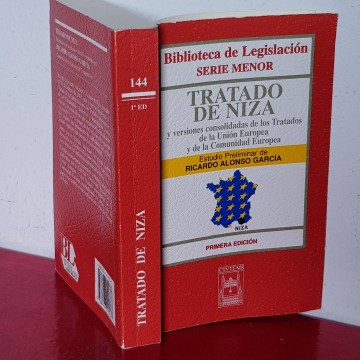 Biblioteca de Legislación
SERIE MENOR
TRATADO
DE NIZA
y versiones consolidadas de los Tratados
de la Unión Europea
y de la Comunidad Europea
Estudio Preliminar de
RICARDO ALONSO GARCÍA
NIZA
PRIMERA EDICIÓN
CIVITAS
144
1ª ED
TRATADO DE NIZA